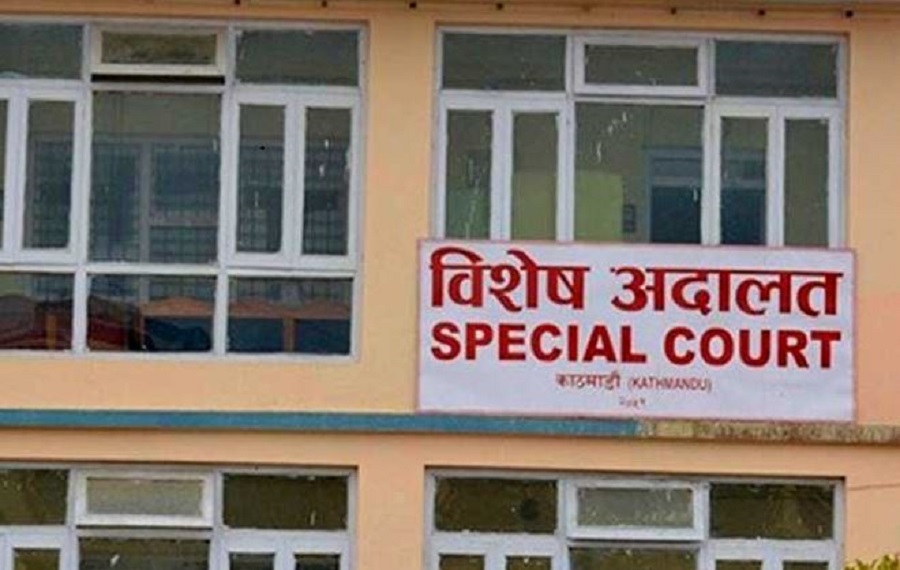 विशेष अदालत
SPECIAL COURT
काठमाडौं (KATHMANDU)